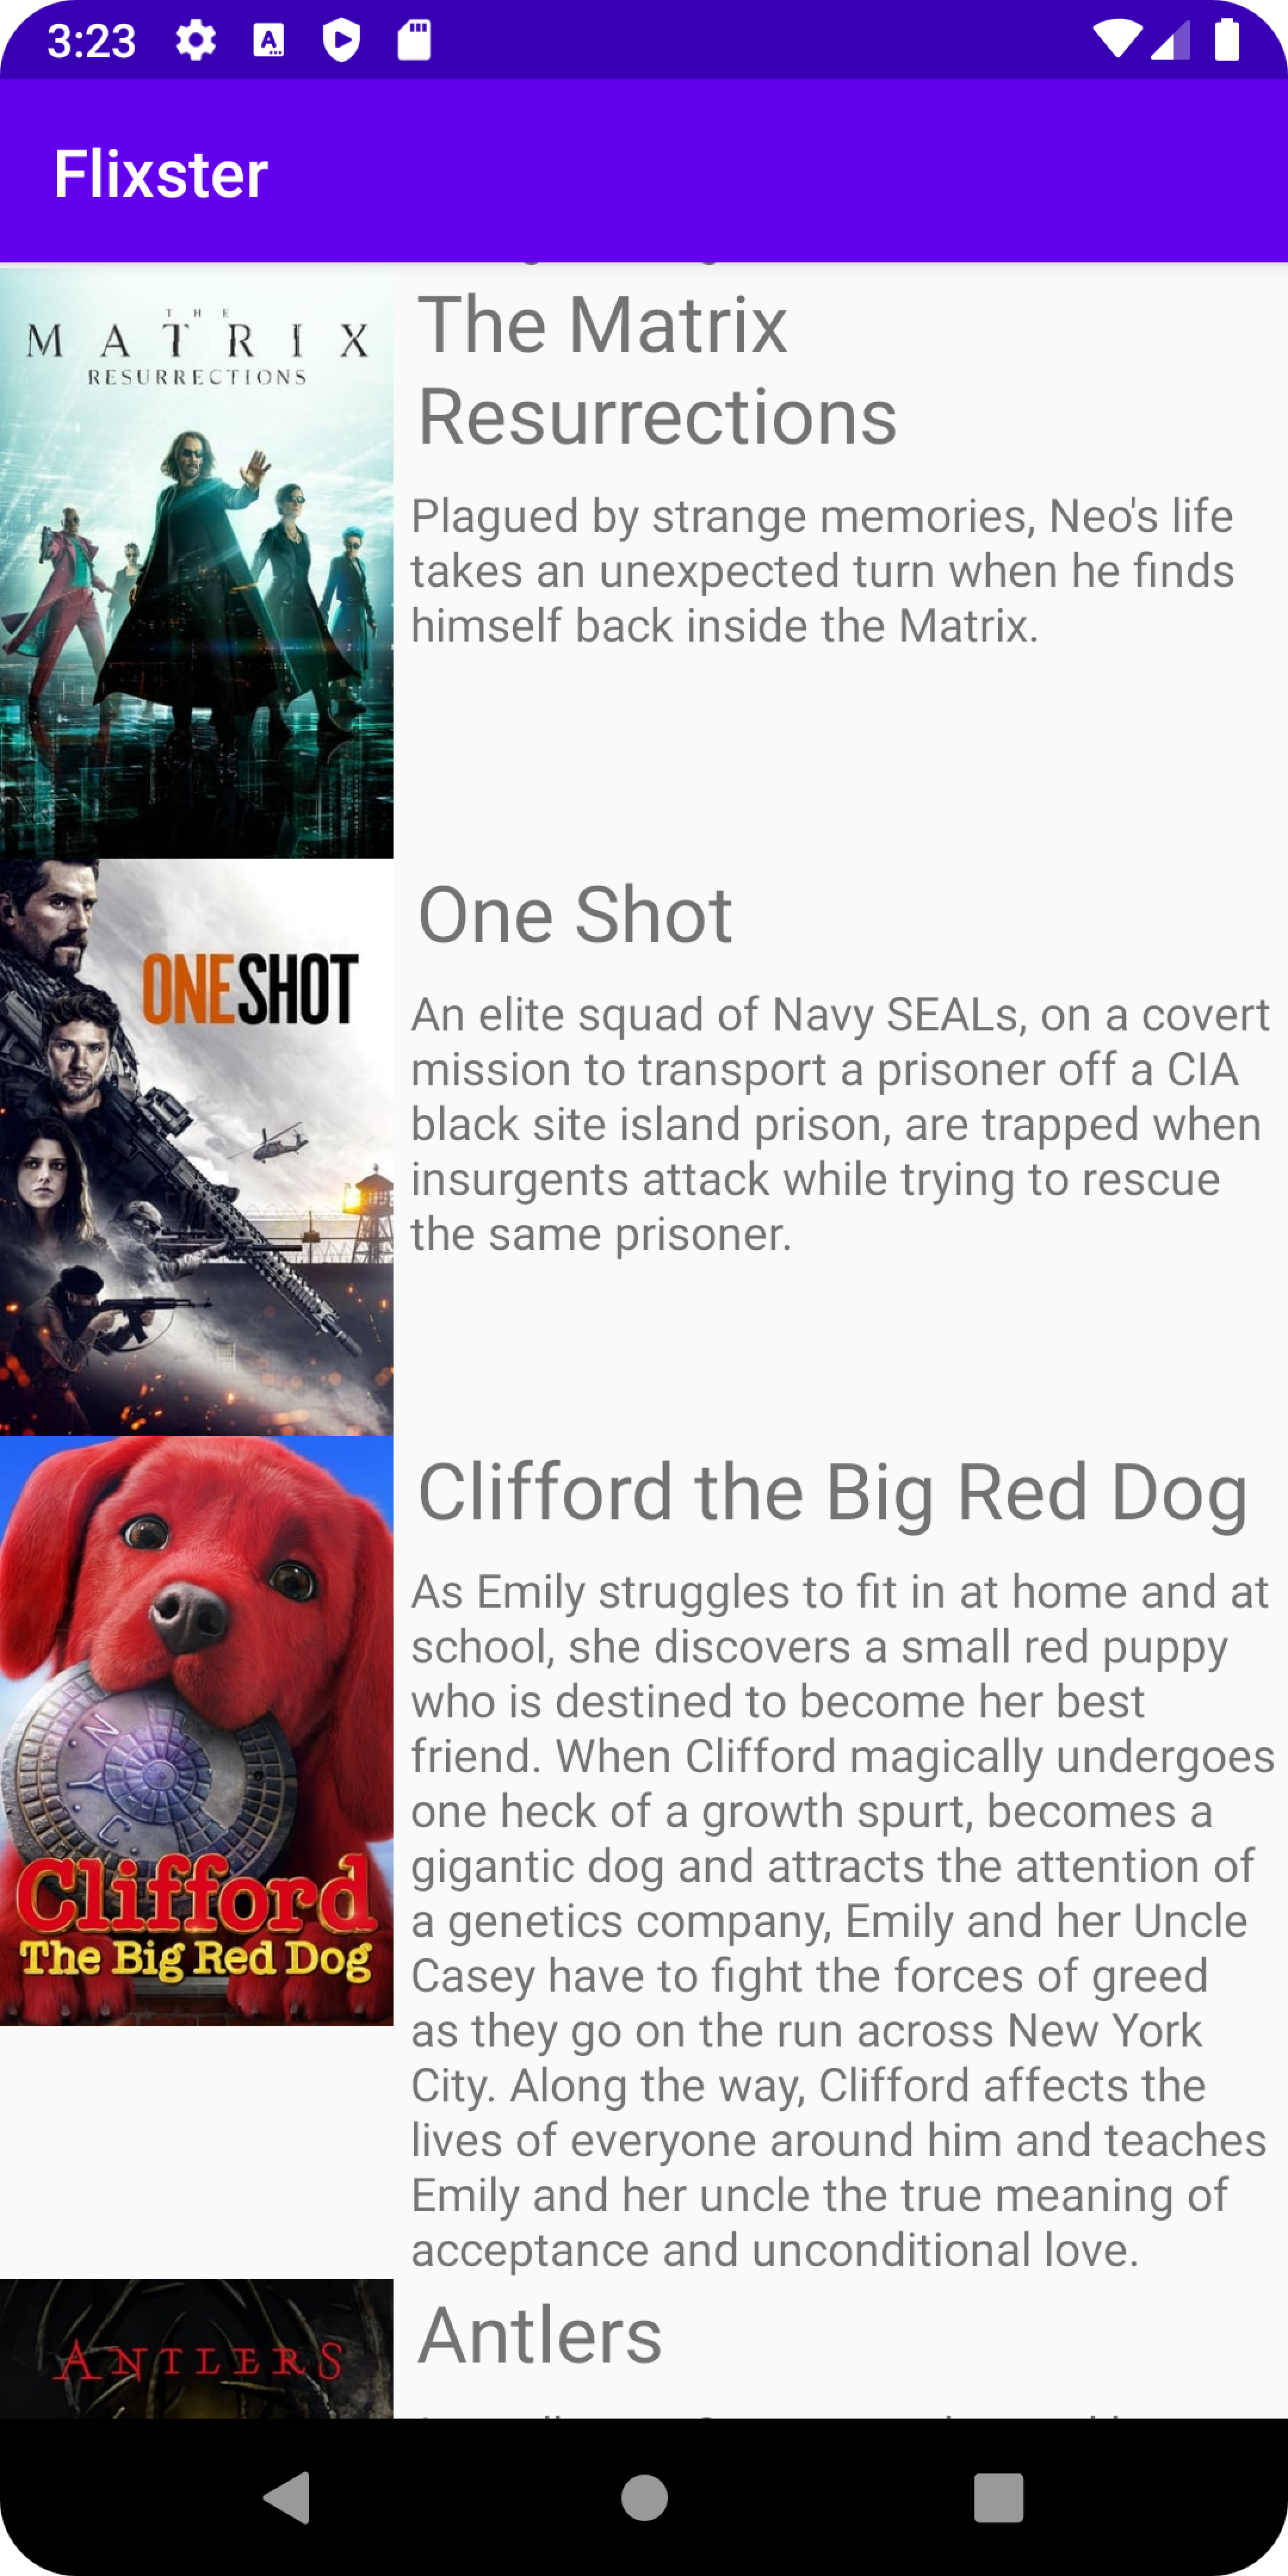 3:23
Flixster
THE
MATRIX
RESURRECTIONS
The Matrix
Resurrections
Plagued by strange memories, Neo's life
takes an unexpected turn when he finds
himself back inside the Matrix.
ONESHOT
One Shot
An elite squad of Navy SEALs, on a covert
mission to transport a prisoner off a CIA
black site island prison, are trapped when
insurgents attack while trying to rescue
the same prisoner.
N.Y.C.
Clifford
The Big Red Dog
Clifford the Big Red Dog
As Emily struggles to fit in at home and at
school, she discovers a small red puppy
who is destined to become her best
friend. When Clifford magically undergoes
one heck of a growth spurt, becomes a
gigantic dog and attracts the attention of
a genetics company, Emily and her Uncle
Casey have to fight the forces of greed
as they go on the run across New York
City. Along the way, Clifford affects the
lives of everyone around him and teaches
Emily and her uncle the true meaning of
acceptance and unconditional love.
ANTLERS
Antlers